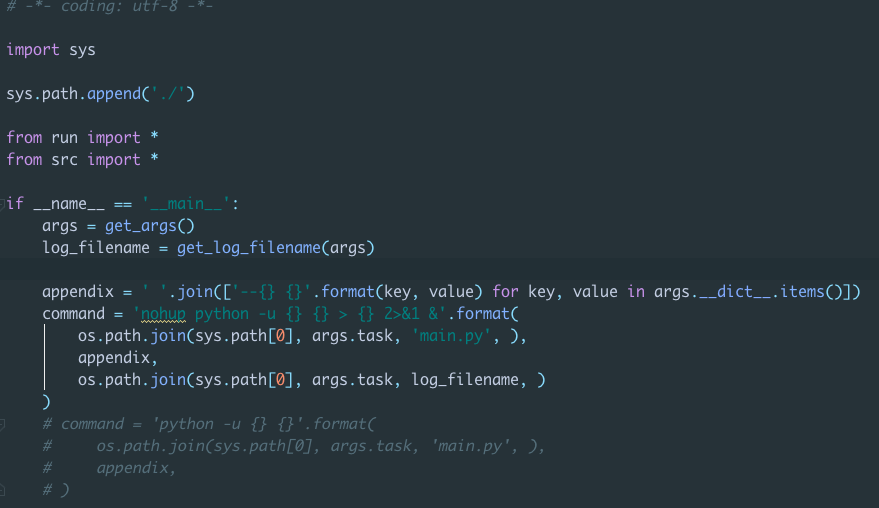 # -*- coding: utf-8 -*-
import sys
sys.path.append('./')
from run import *
from src import *
if __name__ == '__main__':
    args = get_args()
    log_filename = get_log_filename(args)
    appendix = ' '.join(['--{} {}'.format(key, value) for key, value in args.__dict__.items()])
    command = 'nohup python -u {} {} > {} 2>&1 &'.format(
        os.path.join(sys.path[0], args.task, 'main.py', ),
        appendix,
        os.path.join(sys.path[0], args.task, log_filename, )
    )
    # command = 'python -u {} {}'.format(
    #     os.path.join(sys.path[0], args.task, 'main.py', ),
    #     appendix,
    # )